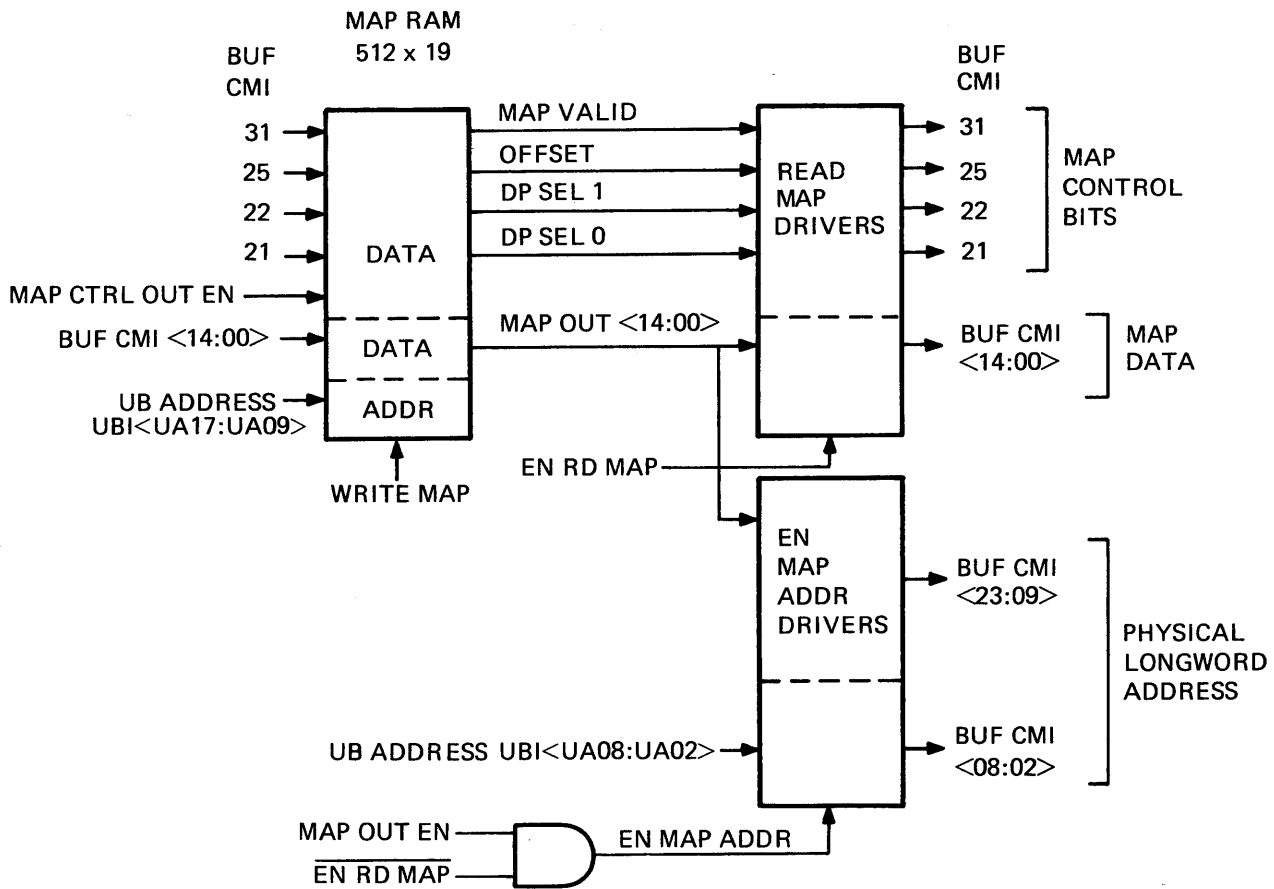 MAP RAM
512 x 19
BUF
CMI
31
25
22
21
MAP CTRL OUT EN
BUF CMI <14:00>
UB ADDRESS
UBI<UA17:UA09>
DATA
DATA
ADDR
WRITE MAP
MAP VALID
OFFSET
DP SEL 1
DP SEL 0
MAP OUT <14:00>
READ
MAP
DRIVERS
EN RD MAP
BUF
CMI
31
25
22
21
MAP
CONTROL
BITS
BUF CMI
<14:00>
MAP
DATA
EN
MAP
ADDR
DRIVERS
BUF CMI
<23:09>
PHYSICAL
LONGWORD
ADDRESS
UB ADDRESS UBI<UA08:UA02>
BUF CMI
<08:02>
MAP OUT EN
EN RD MAP
EN MAP ADDR